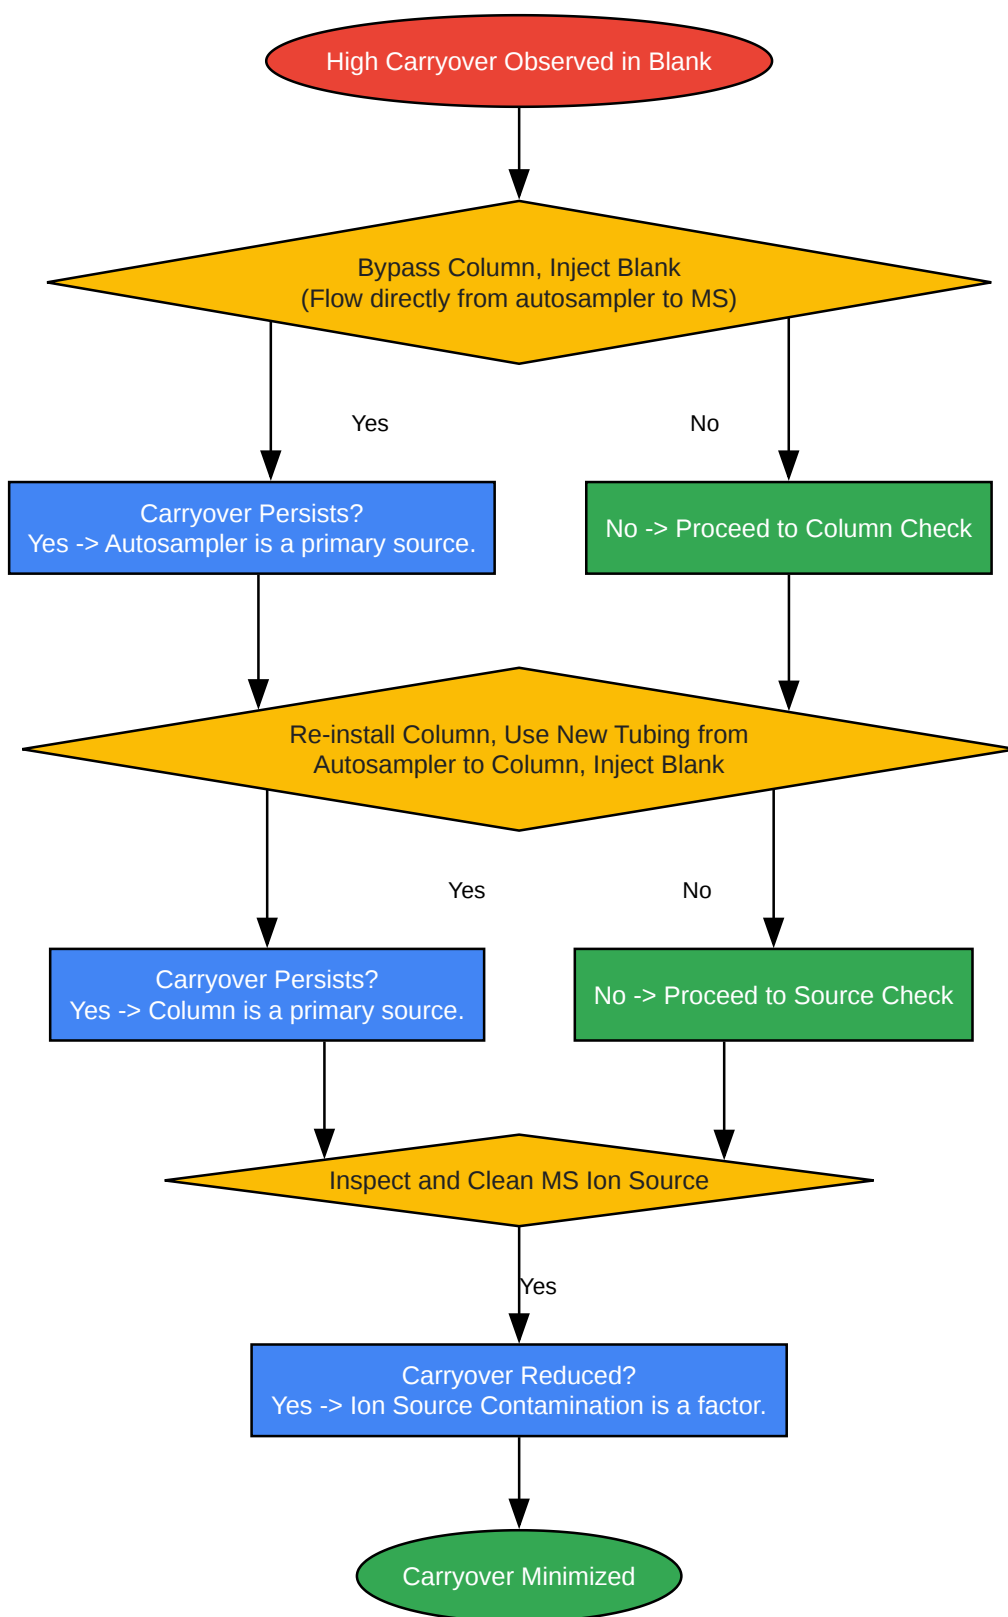 High Carryover Observed in Blank
Bypass Column, Inject Blank
(Flow directly from autosampler to MS)
Yes
No
Carryover Persists?
Yes -> Autosampler is a primary source.
No -> Proceed to Column Check
Re-install Column, Use New Tubing from
Autosampler to Column, Inject Blank
Yes
No
Carryover Persists?
Yes -> Column is a primary source.
No -> Proceed to Source Check
Inspect and Clean MS Ion Source
Yes
Carryover Reduced?
Yes -> Ion Source Contamination is a factor.
Carryover Minimized